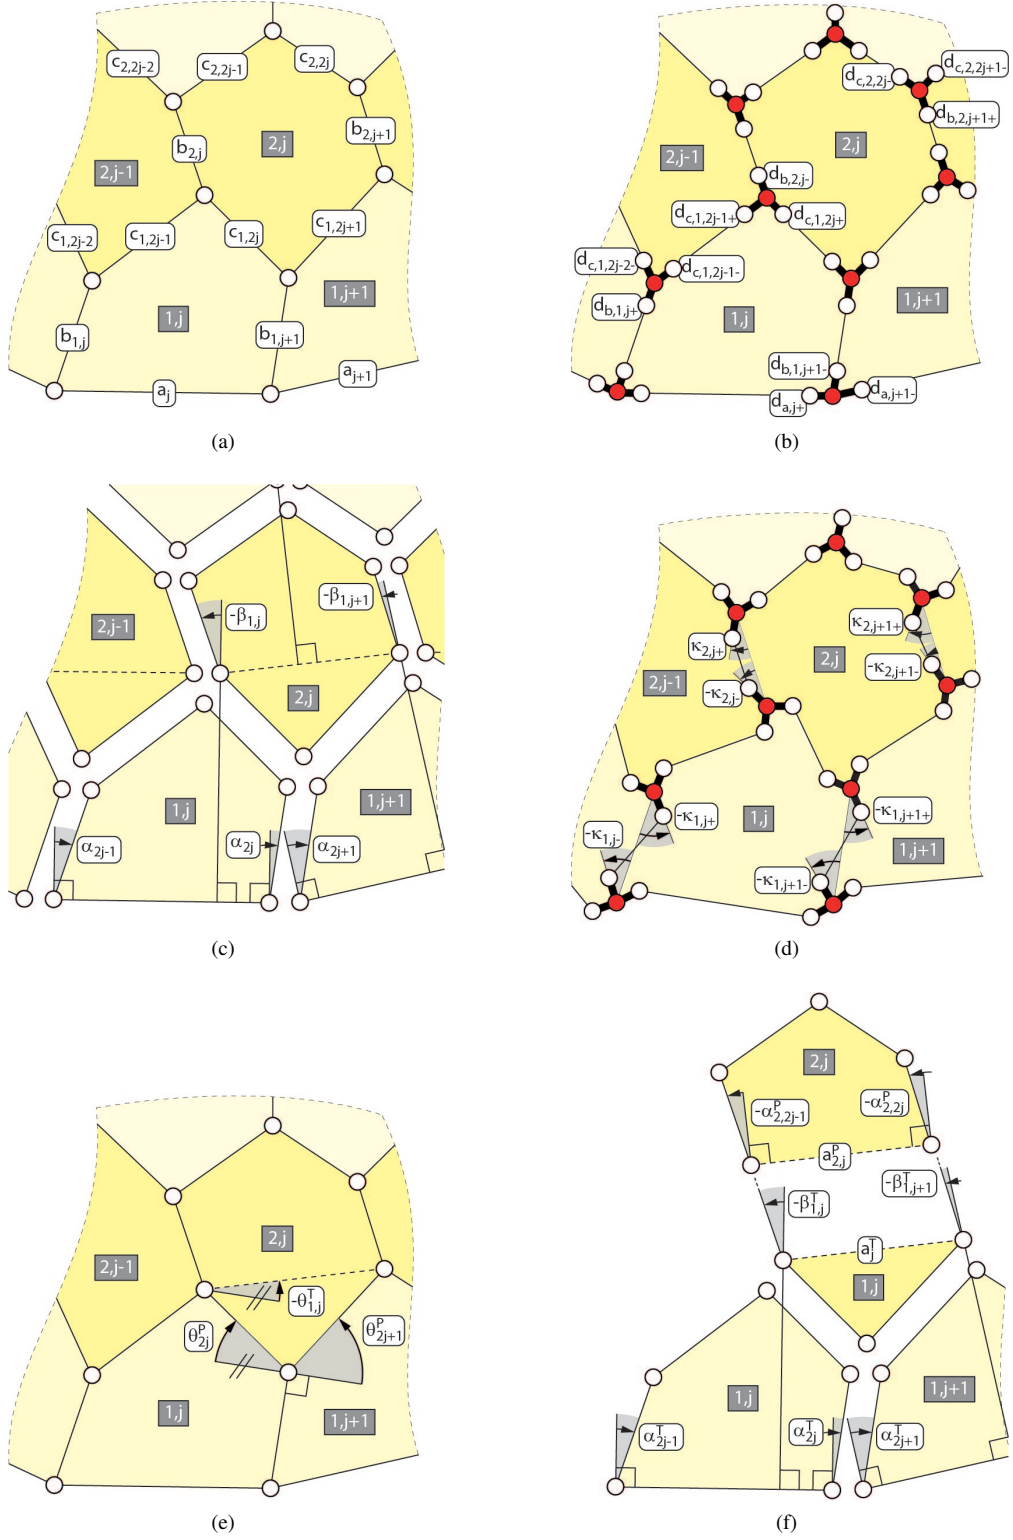 c2,2j-2
c2,2j-1
c2,2j
b2,j+1
b2,j
2,j
2,j-1
c1,2j-2
c1,2j-1
c1,2j
c1,2j+1
1,j+1
1,j
b1,j
b1,j+1
aj
aj+1
(a)
dc,2,2j-
dc,2,2j+1-
db,2,j+1+
2,j
2,j-1
db,2,j-
dc,1,2j-1+
dc,1,2j+
dc,1,2j-2-
dc,1,2j-1-
db,1,j+
1,j
1,j+1
db,1,j+1-
da,j+
da,j+1-
(b)
-β1,j
-β1,j+1
2,j-1
2,j
1,j
1,j+1
α2j-1
α2j
α2j+1
(c)
κ2,j+
κ2,j+1+
2,j
-κ2,j+1-
2,j-1
-κ2,j-
-κ1,j+
-κ1,j-
1,j
-κ1,j+1+
1,j+1
-κ1,j+1-
(d)
2,j
2,j-1
-θT1,j
θP2j
θP2j+1
1,j
1,j+1
(e)
2,j
-αP2,2j-1
-αP2,2j
aP2,j
-βT1,j
-βT1,j+1
aTj
1,j
1,j
1,j+1
αT2j-1
αT2j
αT2j+1
(f)